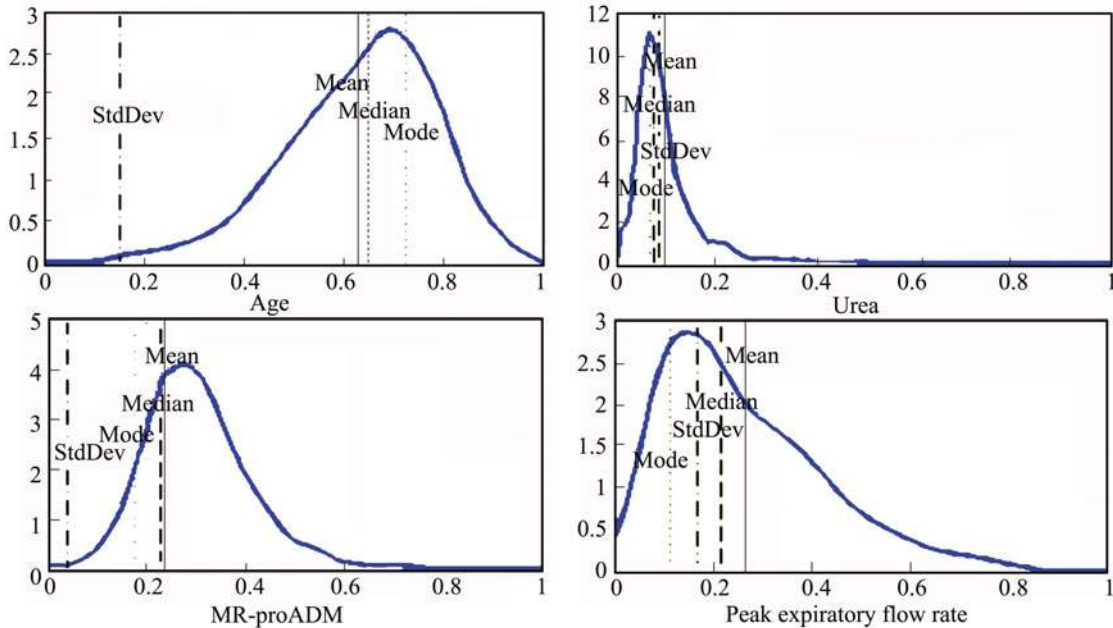 3
2.5
2
1.5
1
0.5
0
StdDev
Mean
Median
Mode
0.2 0.4 0.6 0.8 1
Age
12
10
8
6
4
2
0
Mean
Median
StdDev
Mode
0 0.2 0.4 0.6 0.8 1
Urea
5
4
3
2
1
0
Mean
Median
Mode
StdDev
0 0.2 0.4 0.6 0.8 1
MR-proADM
3
2.5
2
1.5
1
0.5
0
Mean
Median
StdDev
Mode
0 0.2 0.4 0.6 0.8 1
Peak expiratory flow rate